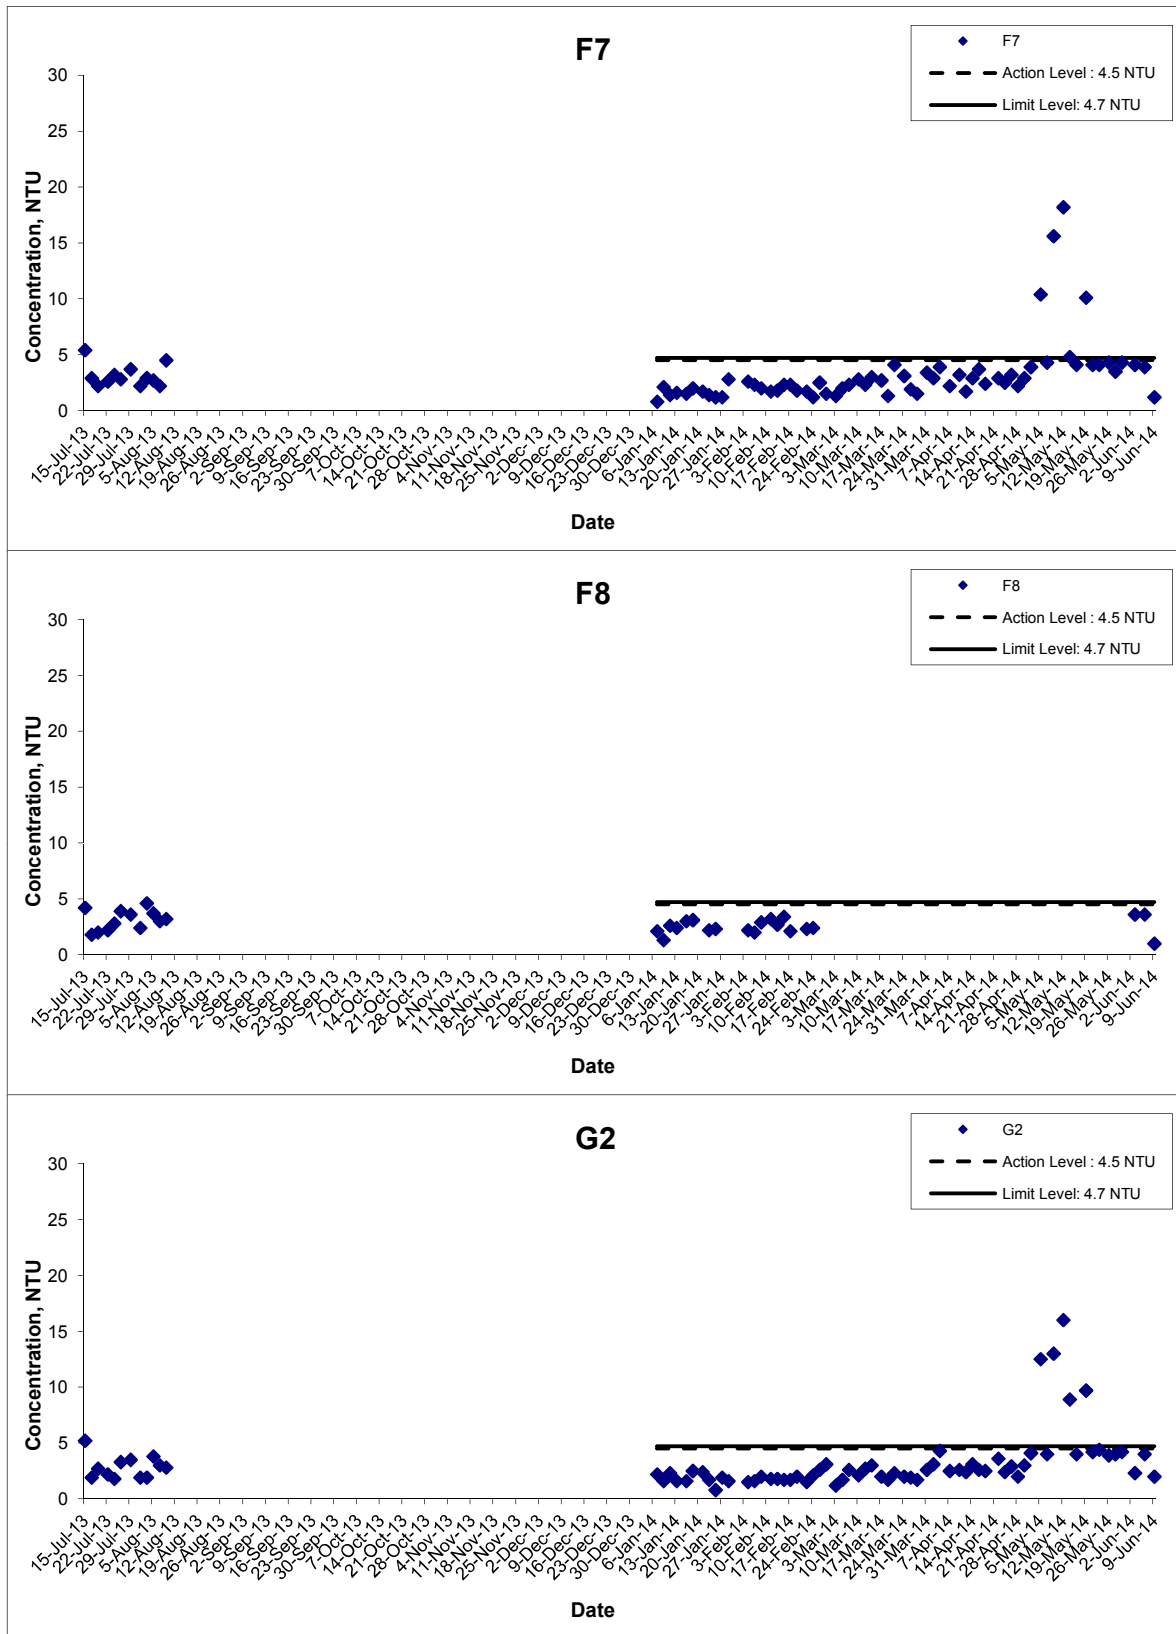 F7
F7
Action Level : 4.5 NTU
Limit Level: 4.7 NTU
Concentration, NTU
30
25
20
15
10
5
0
15-Jul-13
22-Jul-13
29-Jul-13
5-Aug-13
12-Aug-13
19-Aug-13
26-Aug-13
2-Sep-13
9-Sep-13
16-Sep-13
23-Sep-13
30-Sep-13
7-Oct-13
14-Oct-13
21-Oct-13
28-Oct-13
4-Nov-13
11-Nov-13
18-Nov-13
25-Nov-13
2-Dec-13
9-Dec-13
16-Dec-13
23-Dec-13
30-Dec-13
6-Jan-14
13-Jan-14
20-Jan-14
27-Jan-14
3-Feb-14
10-Feb-14
17-Feb-14
24-Feb-14
3-Mar-14
10-Mar-14
17-Mar-14
24-Mar-14
31-Mar-14
7-Apr-14
14-Apr-14
21-Apr-14
28-Apr-14
5-May-14
12-May-14
19-May-14
26-May-14
2-Jun-14
9-Jun-14
Date
F8
F8
Action Level : 4.5 NTU
Limit Level: 4.7 NTU
Concentration, NTU
30
25
20
15
10
5
0
15-Jul-13
22-Jul-13
29-Jul-13
5-Aug-13
12-Aug-13
19-Aug-13
26-Aug-13
2-Sep-13
9-Sep-13
16-Sep-13
23-Sep-13
30-Sep-13
7-Oct-13
14-Oct-13
21-Oct-13
28-Oct-13
4-Nov-13
11-Nov-13
18-Nov-13
25-Nov-13
2-Dec-13
9-Dec-13
16-Dec-13
23-Dec-13
30-Dec-13
6-Jan-14
13-Jan-14
20-Jan-14
27-Jan-14
3-Feb-14
10-Feb-14
17-Feb-14
24-Feb-14
3-Mar-14
10-Mar-14
17-Mar-14
24-Mar-14
31-Mar-14
7-Apr-14
14-Apr-14
21-Apr-14
28-Apr-14
5-May-14
12-May-14
19-May-14
26-May-14
2-Jun-14
9-Jun-14
Date
G2
G2
Action Level : 4.5 NTU
Limit Level: 4.7 NTU
Concentration, NTU
30
25
20
15
10
5
0
15-Jul-13
22-Jul-13
29-Jul-13
5-Aug-13
12-Aug-13
19-Aug-13
26-Aug-13
2-Sep-13
9-Sep-13
16-Sep-13
23-Sep-13
30-Sep-13
7-Oct-13
14-Oct-13
21-Oct-13
28-Oct-13
4-Nov-13
11-Nov-13
18-Nov-13
25-Nov-13
2-Dec-13
9-Dec-13
16-Dec-13
23-Dec-13
30-Dec-13
6-Jan-14
13-Jan-14
20-Jan-14
27-Jan-14
3-Feb-14
10-Feb-14
17-Feb-14
24-Feb-14
3-Mar-14
10-Mar-14
17-Mar-14
24-Mar-14
31-Mar-14
7-Apr-14
14-Apr-14
21-Apr-14
28-Apr-14
5-May-14
12-May-14
19-May-14
26-May-14
2-Jun-14
9-Jun-14
Date